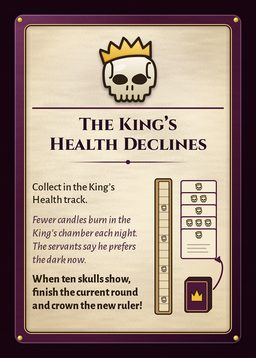 The King's
Health Declines
Collect in the King's
Health track.
Fewer candles burn in the
King's chamber each night.
The servants say he prefers
the dark now.
When ten skulls show,
finish the current round
and crown the new ruler!